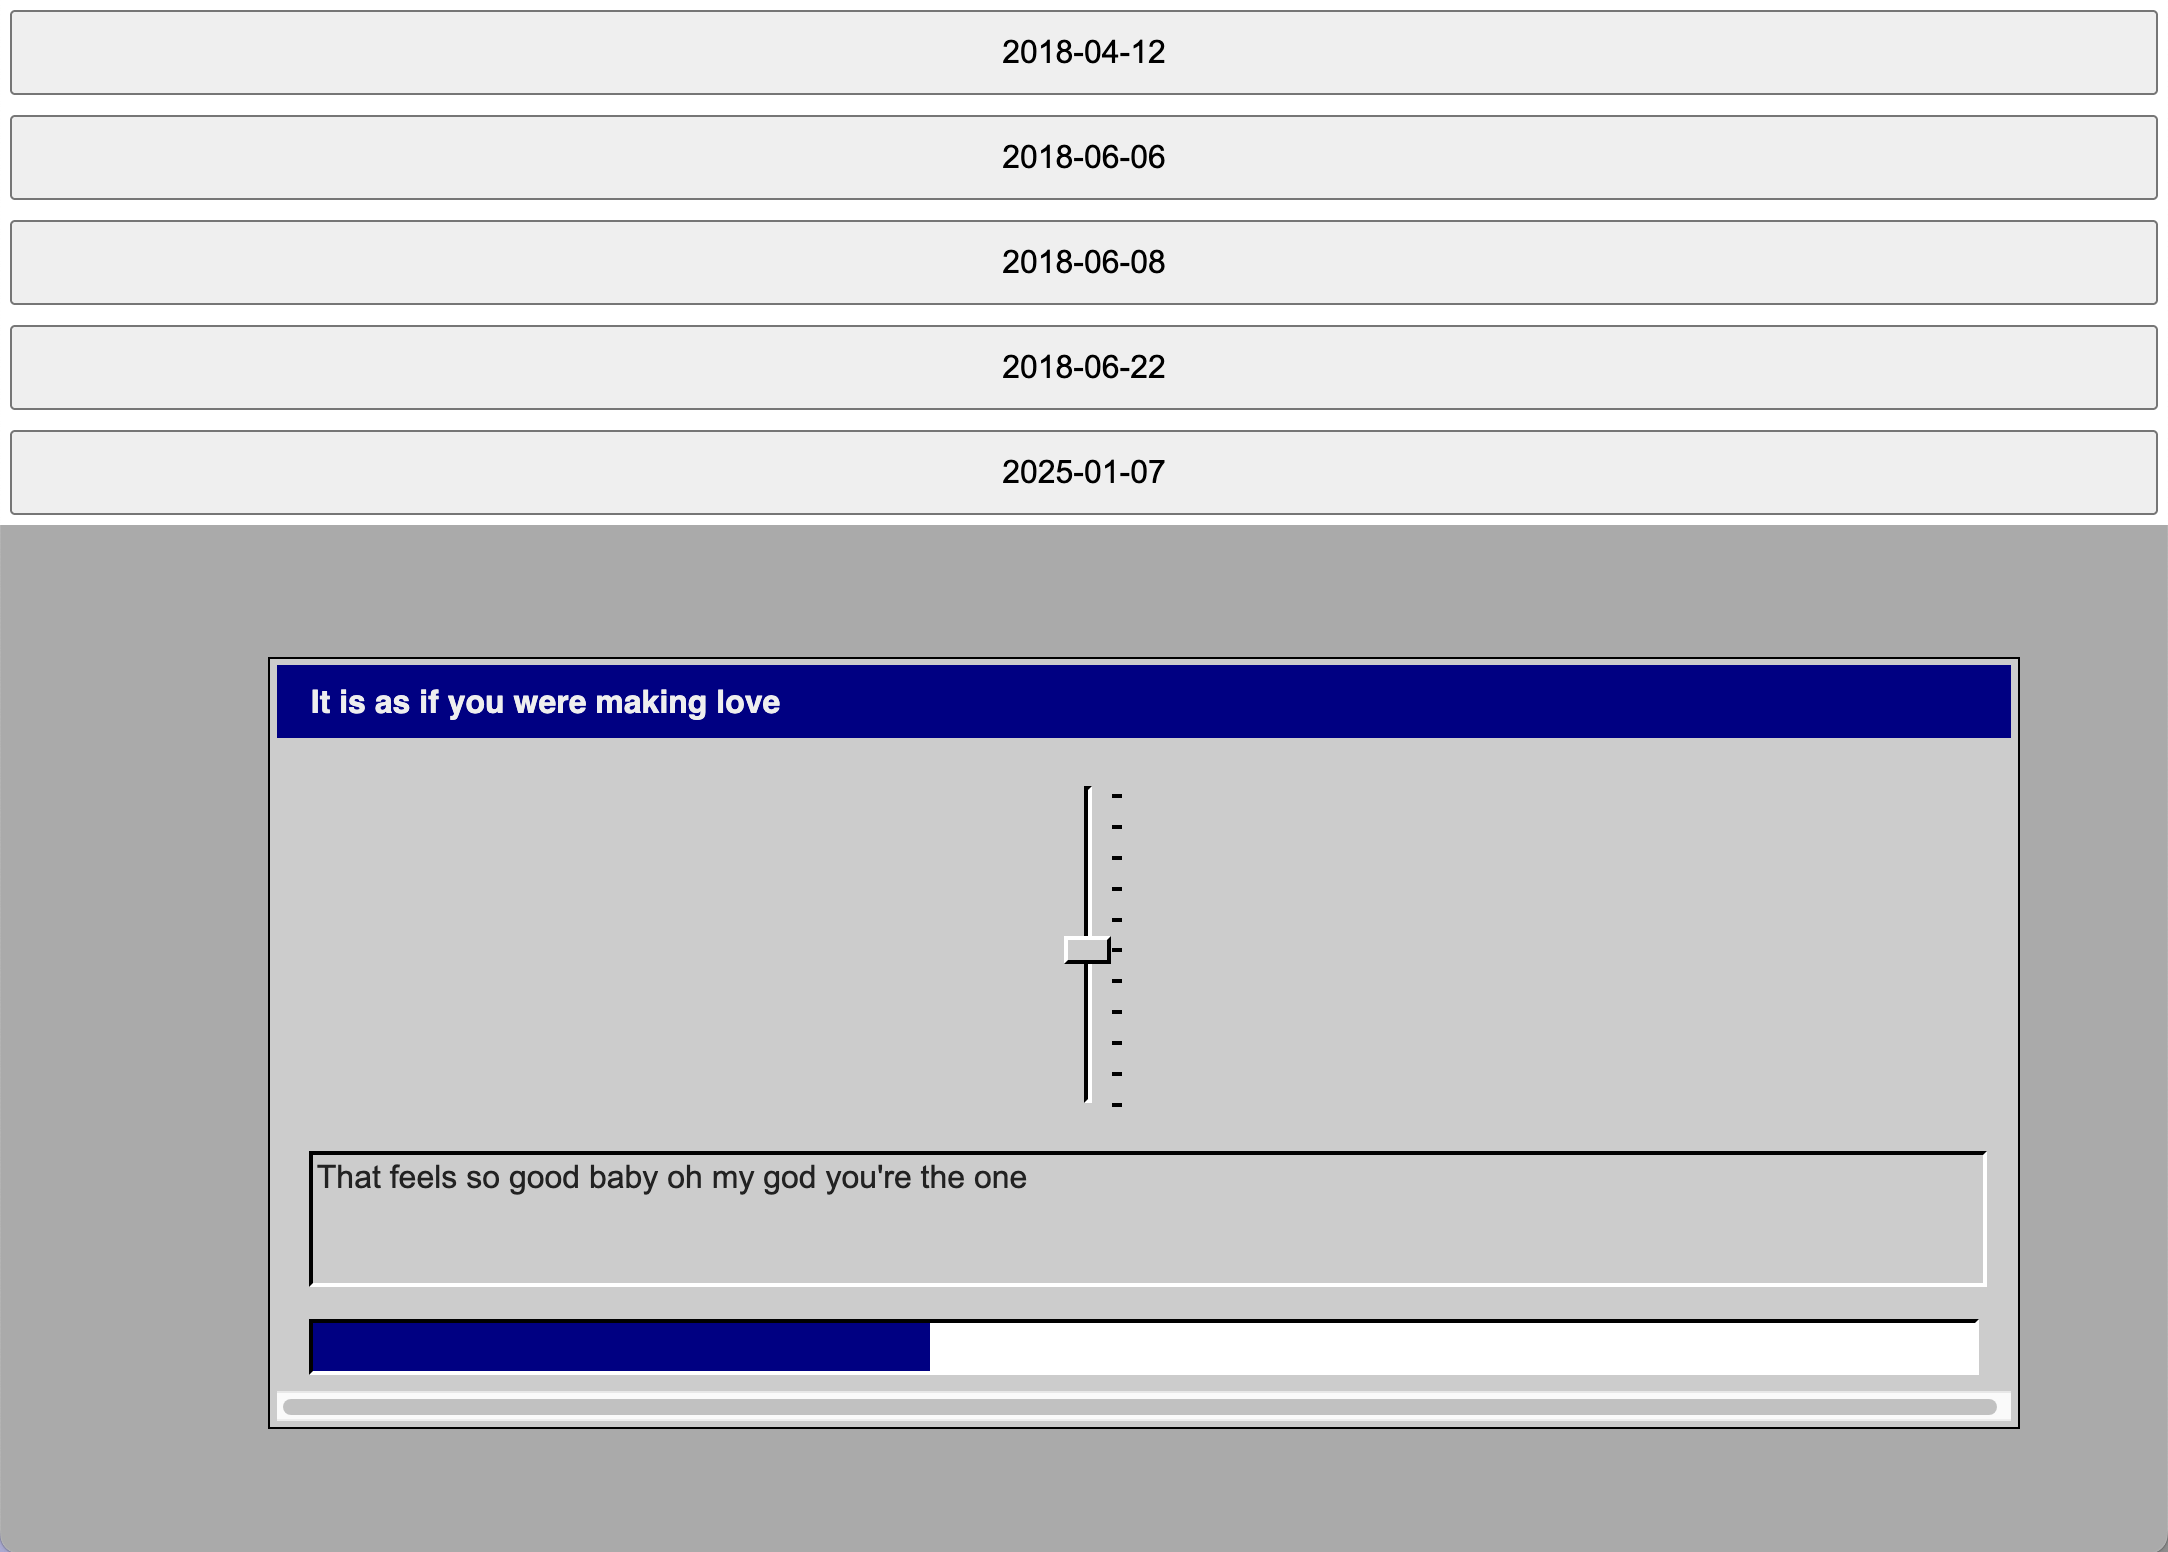 2018-04-12
2018-06-06
2018-06-08
2018-06-22
2025-01-07
It is as if you were making love
That feels so good baby oh my god you're the one